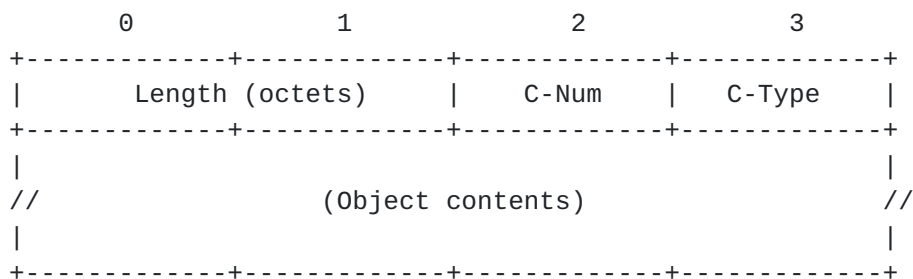 0             1              2             3
+-------------+-------------+-------------+-------------+
|       Length (octets)     |    C-Num    |   C-Type    |
+-------------+-------------+-------------+-------------+
|                                                       |
//                  (Object contents)                   //
|                                                       |
+-------------+-------------+-------------+-------------+